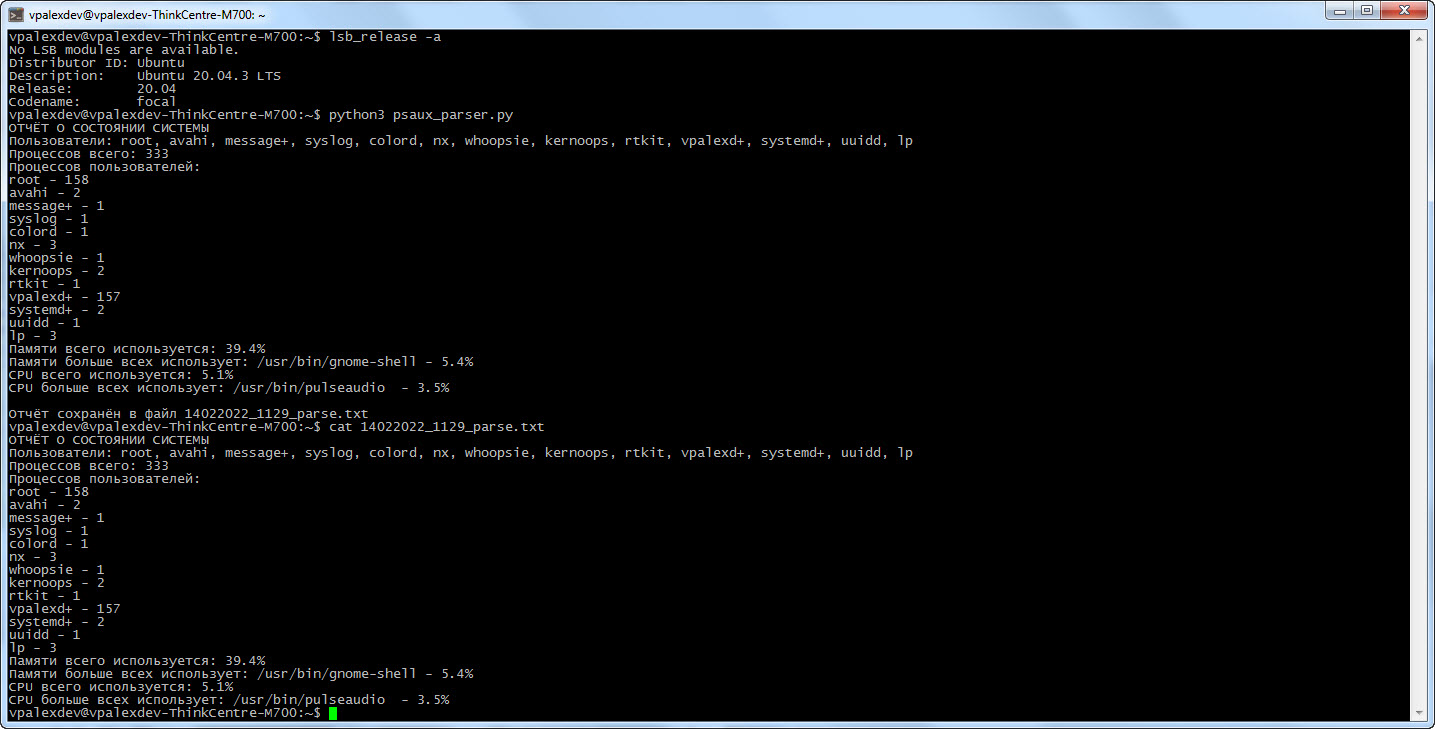 vpalexdev@vpalexdev-ThinkCentre-M700: ~
vpalexdev@vpalexdev-ThinkCentre-M700:~$ lsb_release -a
No LSB modules are available.
Distributor ID: Ubuntu
Description:    Ubuntu 20.04.3 LTS
Release:        20.04
Codename:       focal
vpalexdev@vpalexdev-ThinkCentre-M700:~$ python3 psaux_parser.py
ОТЧЁТ О СОСТОЯНИИ СИСТЕМЫ
Пользователи: root, avahi, message+, syslog, colord, nx, whoopsie, kernoops, rtkit, vpalexd+, systemd+, uuidd, lp
Процессов всего: 333
Процессов пользователей:
root - 158
avahi - 2
message+ - 1
syslog - 1
colord - 1
nx - 3
whoopsie - 1
kernoops - 2
rtkit - 1
vpalexd+ - 157
systemd+ - 2
uuidd - 1
lp - 3
Памяти всего используется: 39.4%
Памяти больше всех использует: /usr/bin/gnome-shell - 5.4%
CPU всего используется: 5.1%
CPU больше всех использует: /usr/bin/pulseaudio  - 3.5%
Отчёт сохранён в файл 14022022_1129_parse.txt
vpalexdev@vpalexdev-ThinkCentre-M700:~$ cat 14022022_1129_parse.txt
ОТЧЁТ О СОСТОЯНИИ СИСТЕМЫ
Пользователи: root, avahi, message+, syslog, colord, nx, whoopsie, kernoops, rtkit, vpalexd+, systemd+, uuidd, lp
Процессов всего: 333
Процессов пользователей:
root - 158
avahi - 2
message+ - 1
syslog - 1
colord - 1
nx - 3
whoopsie - 1
kernoops - 2
rtkit - 1
vpalexd+ - 157
systemd+ - 2
uuidd - 1
lp - 3
Памяти всего используется: 39.4%
Памяти больше всех использует: /usr/bin/gnome-shell - 5.4%
CPU всего используется: 5.1%
CPU больше всех использует: /usr/bin/pulseaudio  - 3.5%
vpalexdev@vpalexdev-ThinkCentre-M700:~$